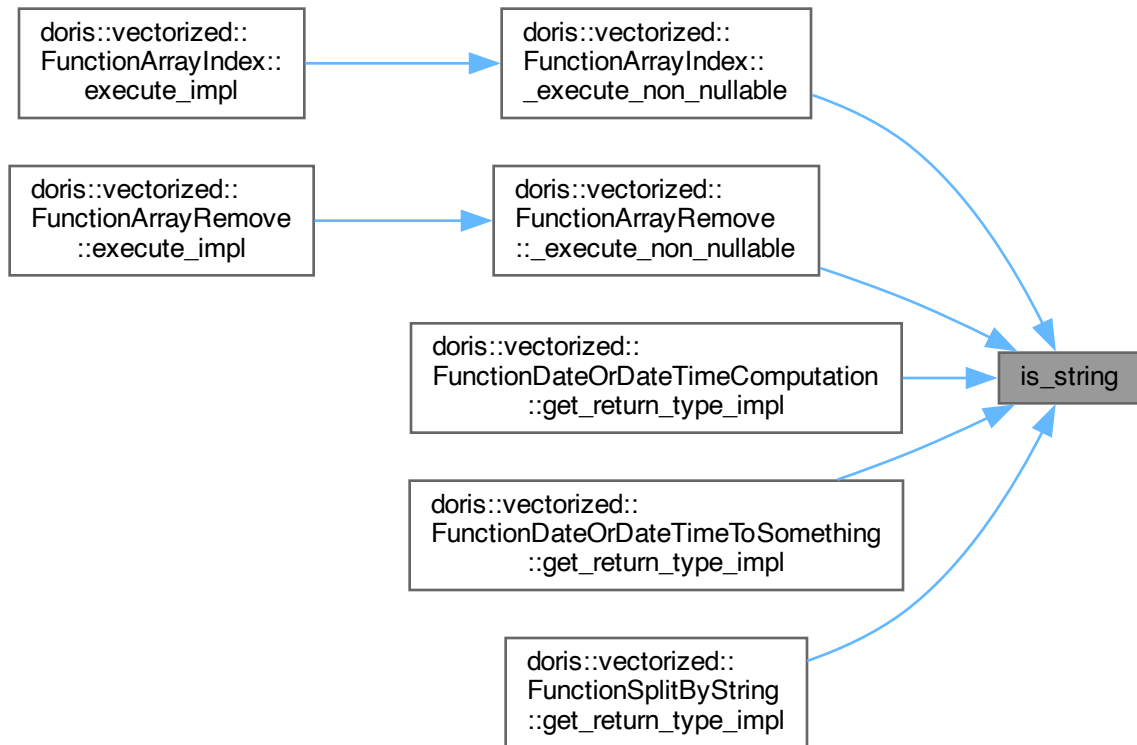 doris::vectorized::
FunctionArrayIndex::
execute_impl
doris::vectorized::
FunctionArrayIndex::
_execute_non_nullable
doris::vectorized::
FunctionArrayRemove
::execute_impl
doris::vectorized::
FunctionArrayRemove
::_execute_non_nullable
doris::vectorized::
FunctionDateOrDateTimeComputation
::get_return_type_impl
is_string
doris::vectorized::
FunctionDateOrDateTimeToSomething
::get_return_type_impl
doris::vectorized::
FunctionSplitByString
::get_return_type_impl